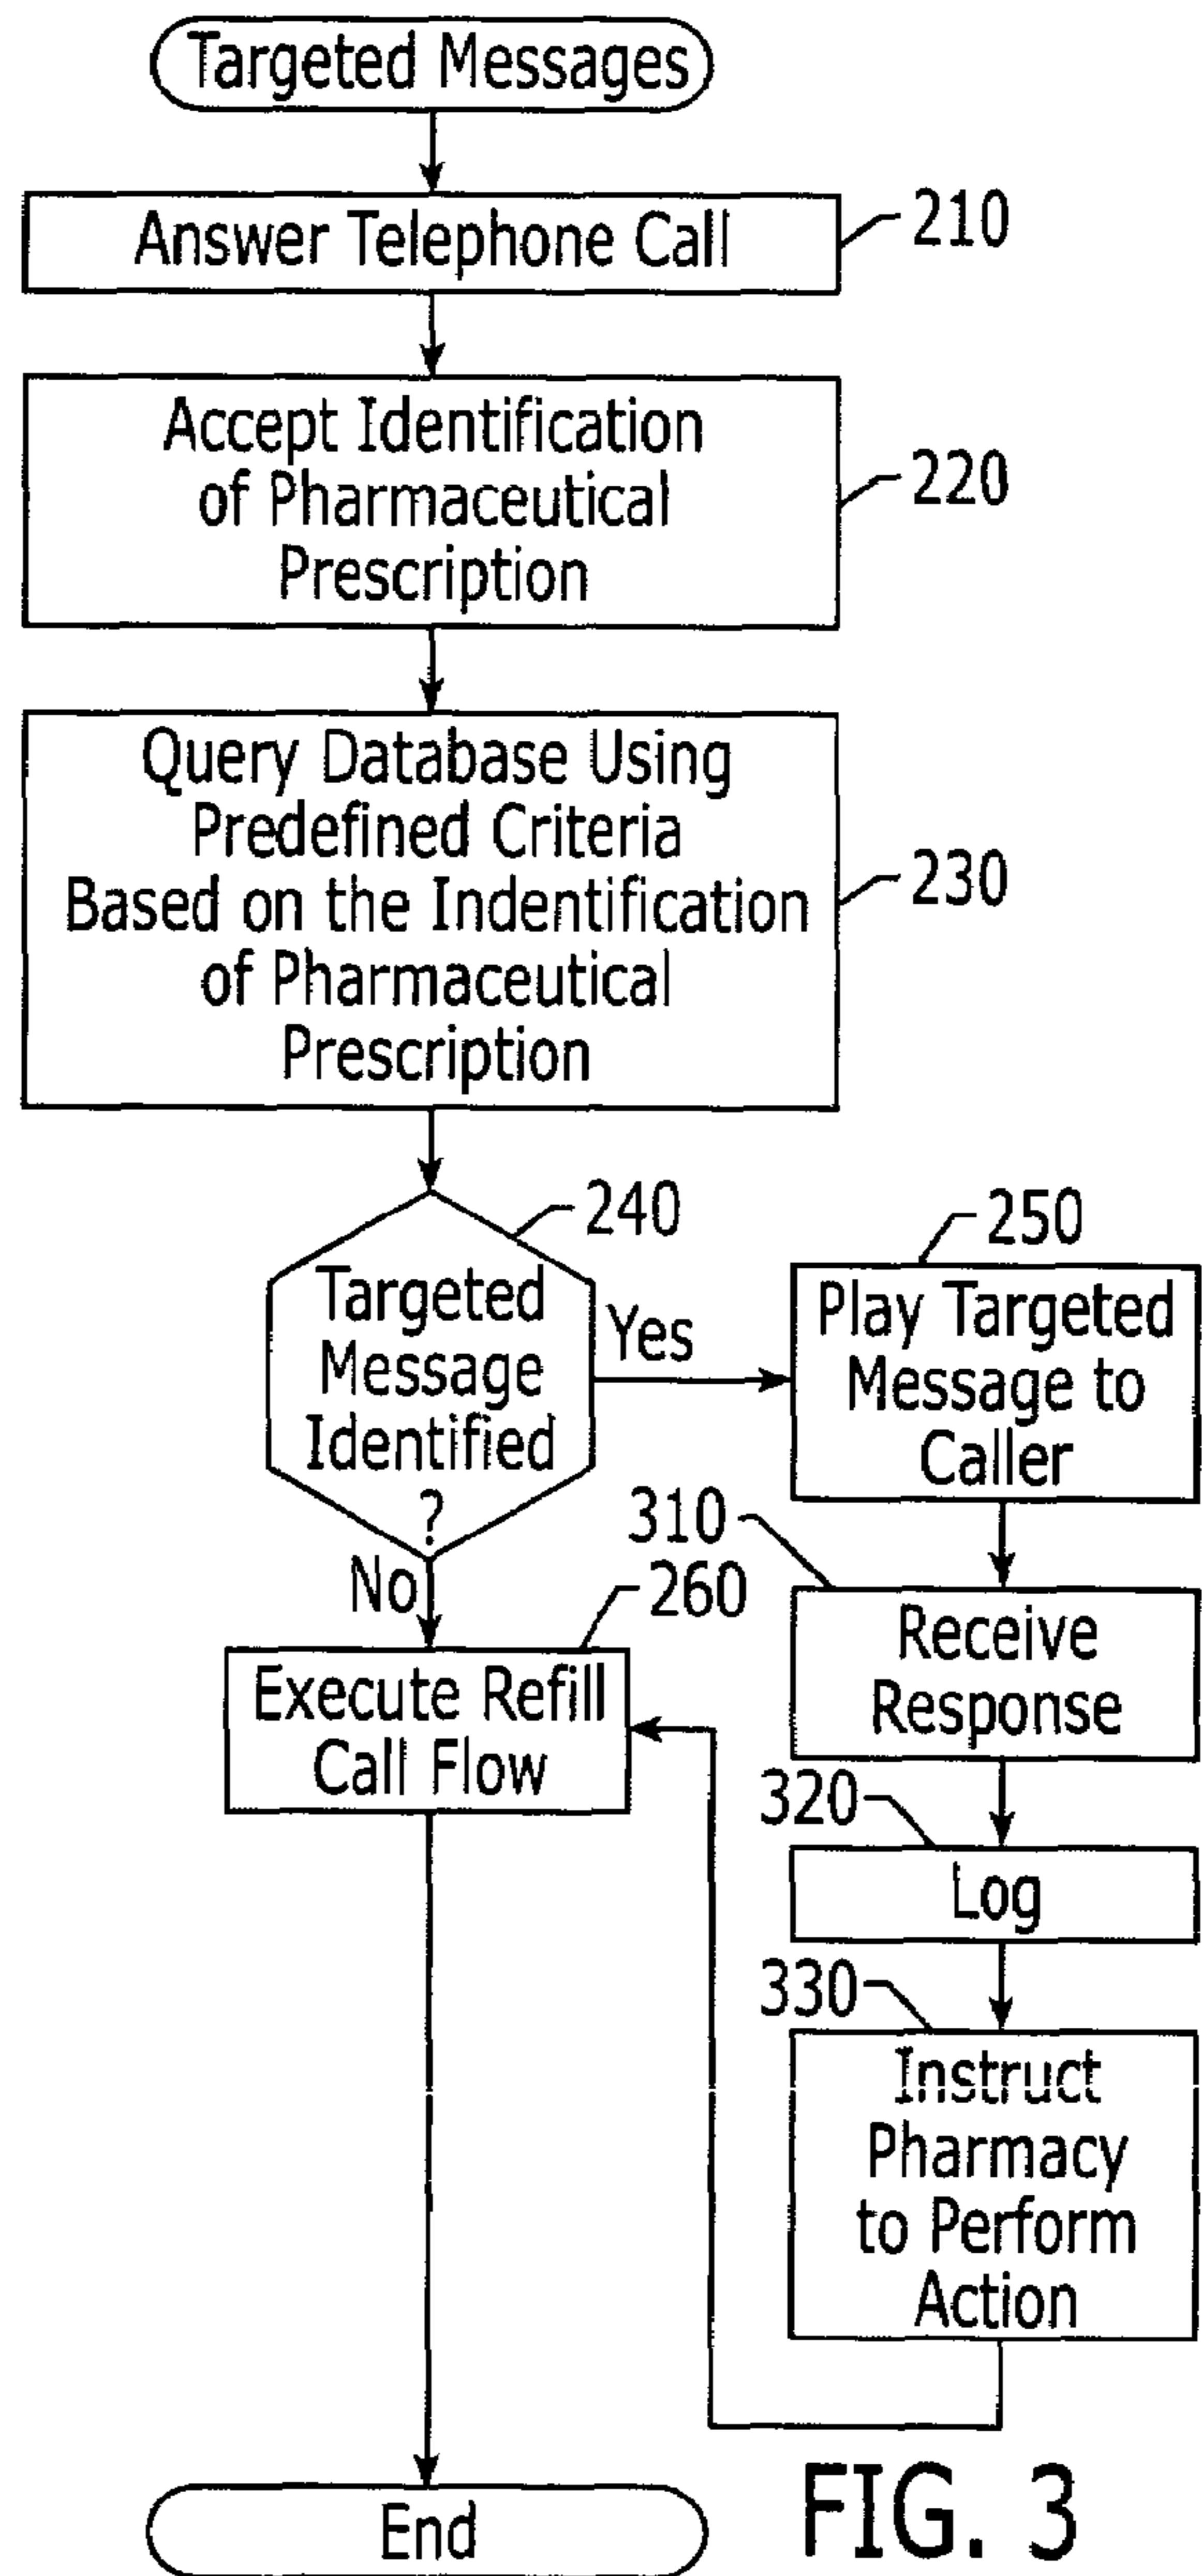 Targeted Messages
Answer Telephone Call
210
Accept Identification
of Pharmaceutical
Prescription
220
Query Database Using
Predefined Criteria
Based on the Indentification
of Pharmaceutical
Prescription
230
240
Targeted
Message
Identified
?
Yes
No
250
Play Targeted
Message to
Caller
310
Receive
Response
260
Execute Refill
Call Flow
320
Log
330
Instruct
Pharmacy
to Perform
Action
End
FIG. 3